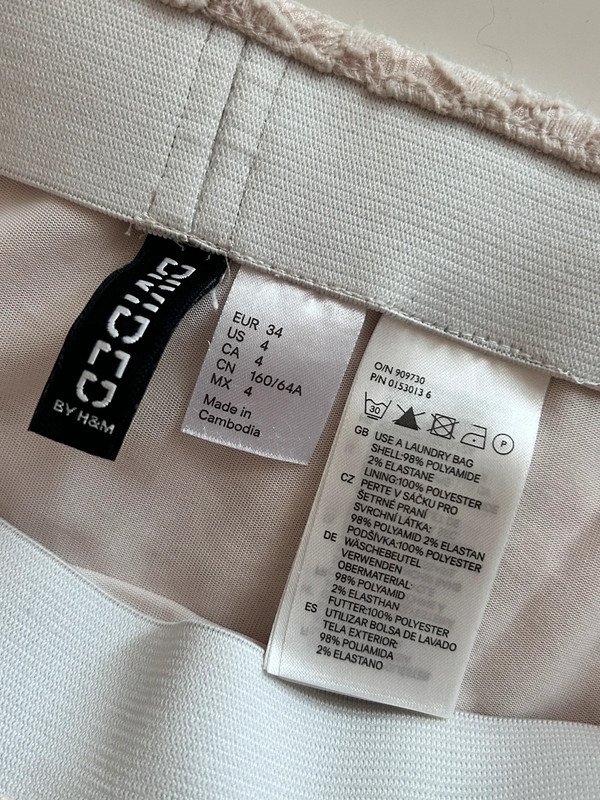 DIVIDED
BY H&M
EUR 34
US 4
CA 4
CN 160/64A
MX 4
Made in
Cambodia
O/N 909730
P/N 0153013 6
30
P
GB USE A LAUNDRY BAG
SHELL:98% POLYAMIDE
2% ELASTANE
LINING:100% POLYESTER
CZ PERTE V SÁČKU PRO
ŠETRNÉ PRANÍ
SVRCHNÍ LÁTKA:
98% POLYAMID 2% ELASTAN
PODŠÍVKA:100% POLYESTER
DE WÄSCHEBEUTEL
VERWENDEN
OBERMATERIAL:
98% POLYAMID
2% ELASTHAN
FUTTER:100% POLYESTER
ES UTILIZAR BOLSA DE LAVADO
TELA EXTERIOR:
98% POLIAMIDA
2% ELASTANO